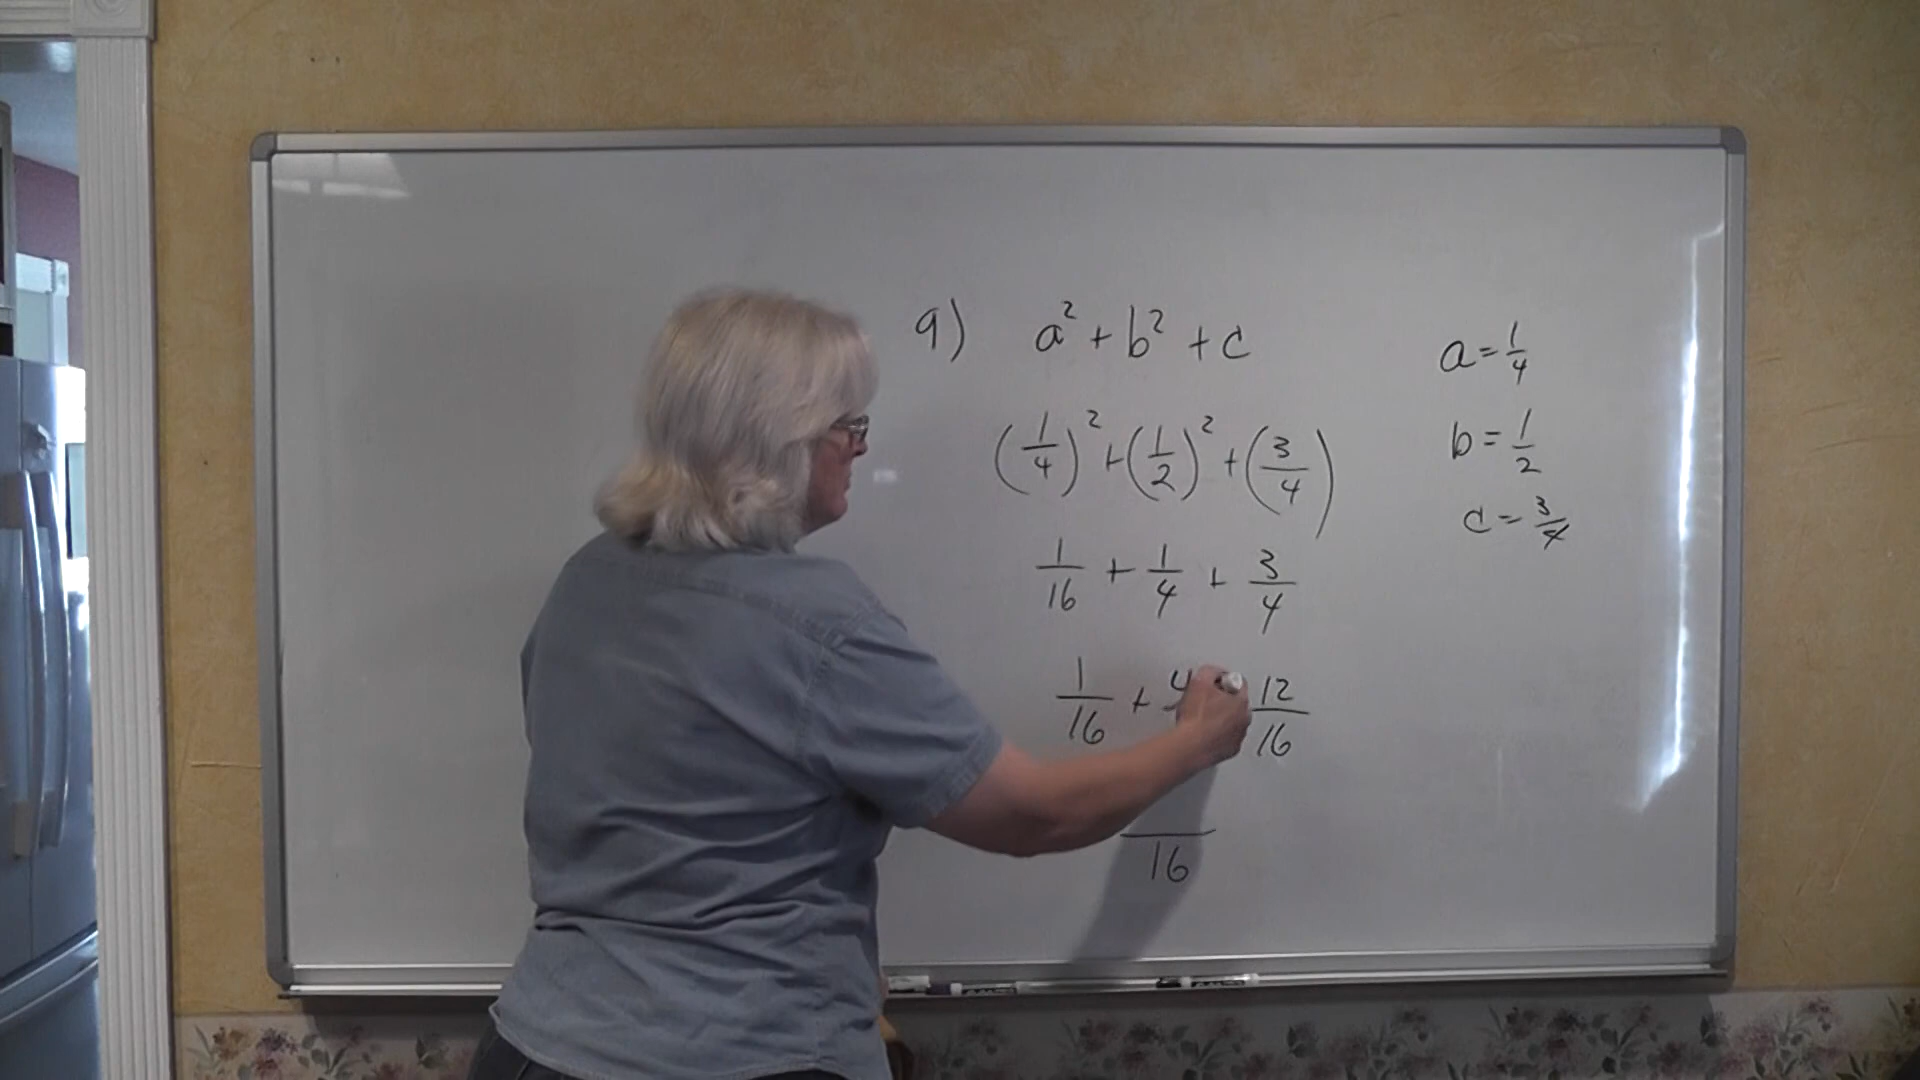 9) a² + b² + c
a = 1/4
(1/4)² + (1/2)² + (3/4)
b = 1/2
c = 3/4
1/16 + 1/4 + 3/4
1/16 + 4 12/16
/16